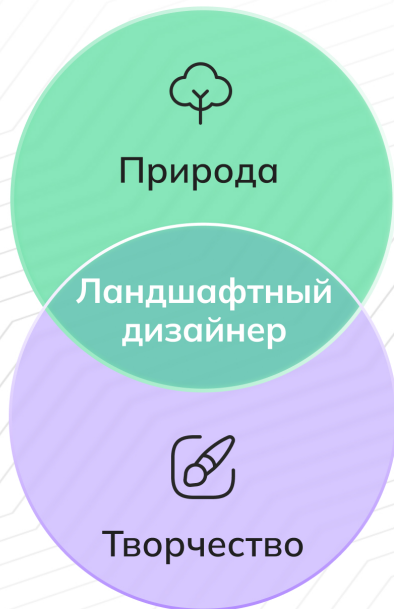 Природа
Ландшафтный
дизайнер
Творчество